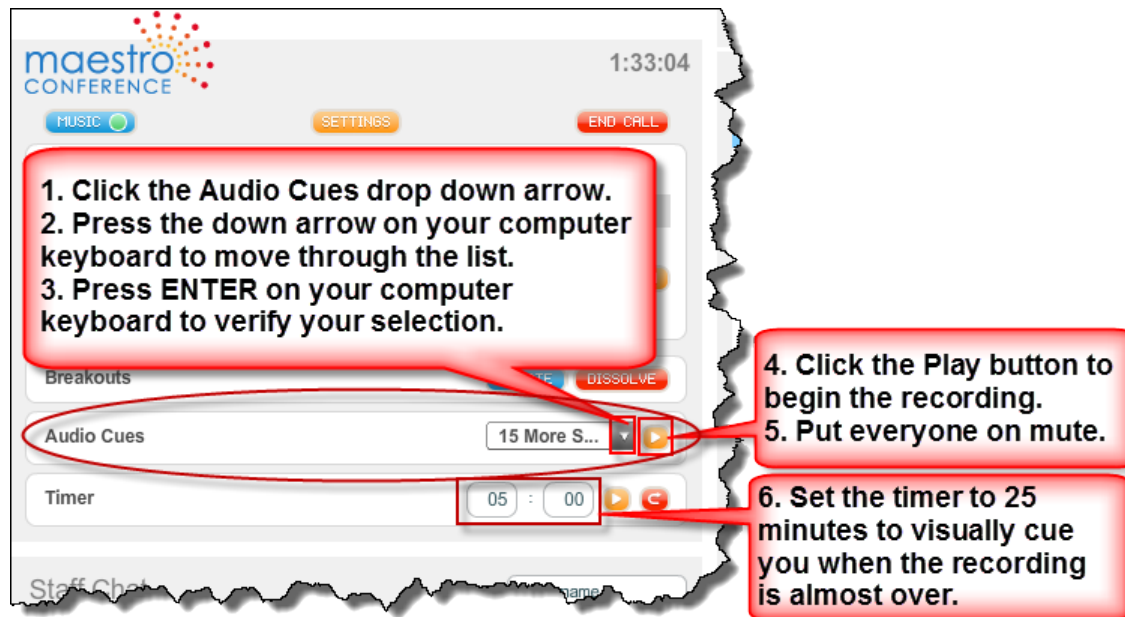 maestro
CONFERENCE
1:33:04
MUSIC
SETTINGS
END CALL
1. Click the Audio Cues drop down arrow.
2. Press the down arrow on your computer
keyboard to move through the list.
3. Press ENTER on your computer
keyboard to verify your selection.
Breakouts
DISSOLVE
Audio Cues
15 More S...
4. Click the Play button to
begin the recording.
5. Put everyone on mute.
Timer
05 : 00
6. Set the timer to 25
minutes to visually cue
you when the recording
is almost over.
Staff Chat
name